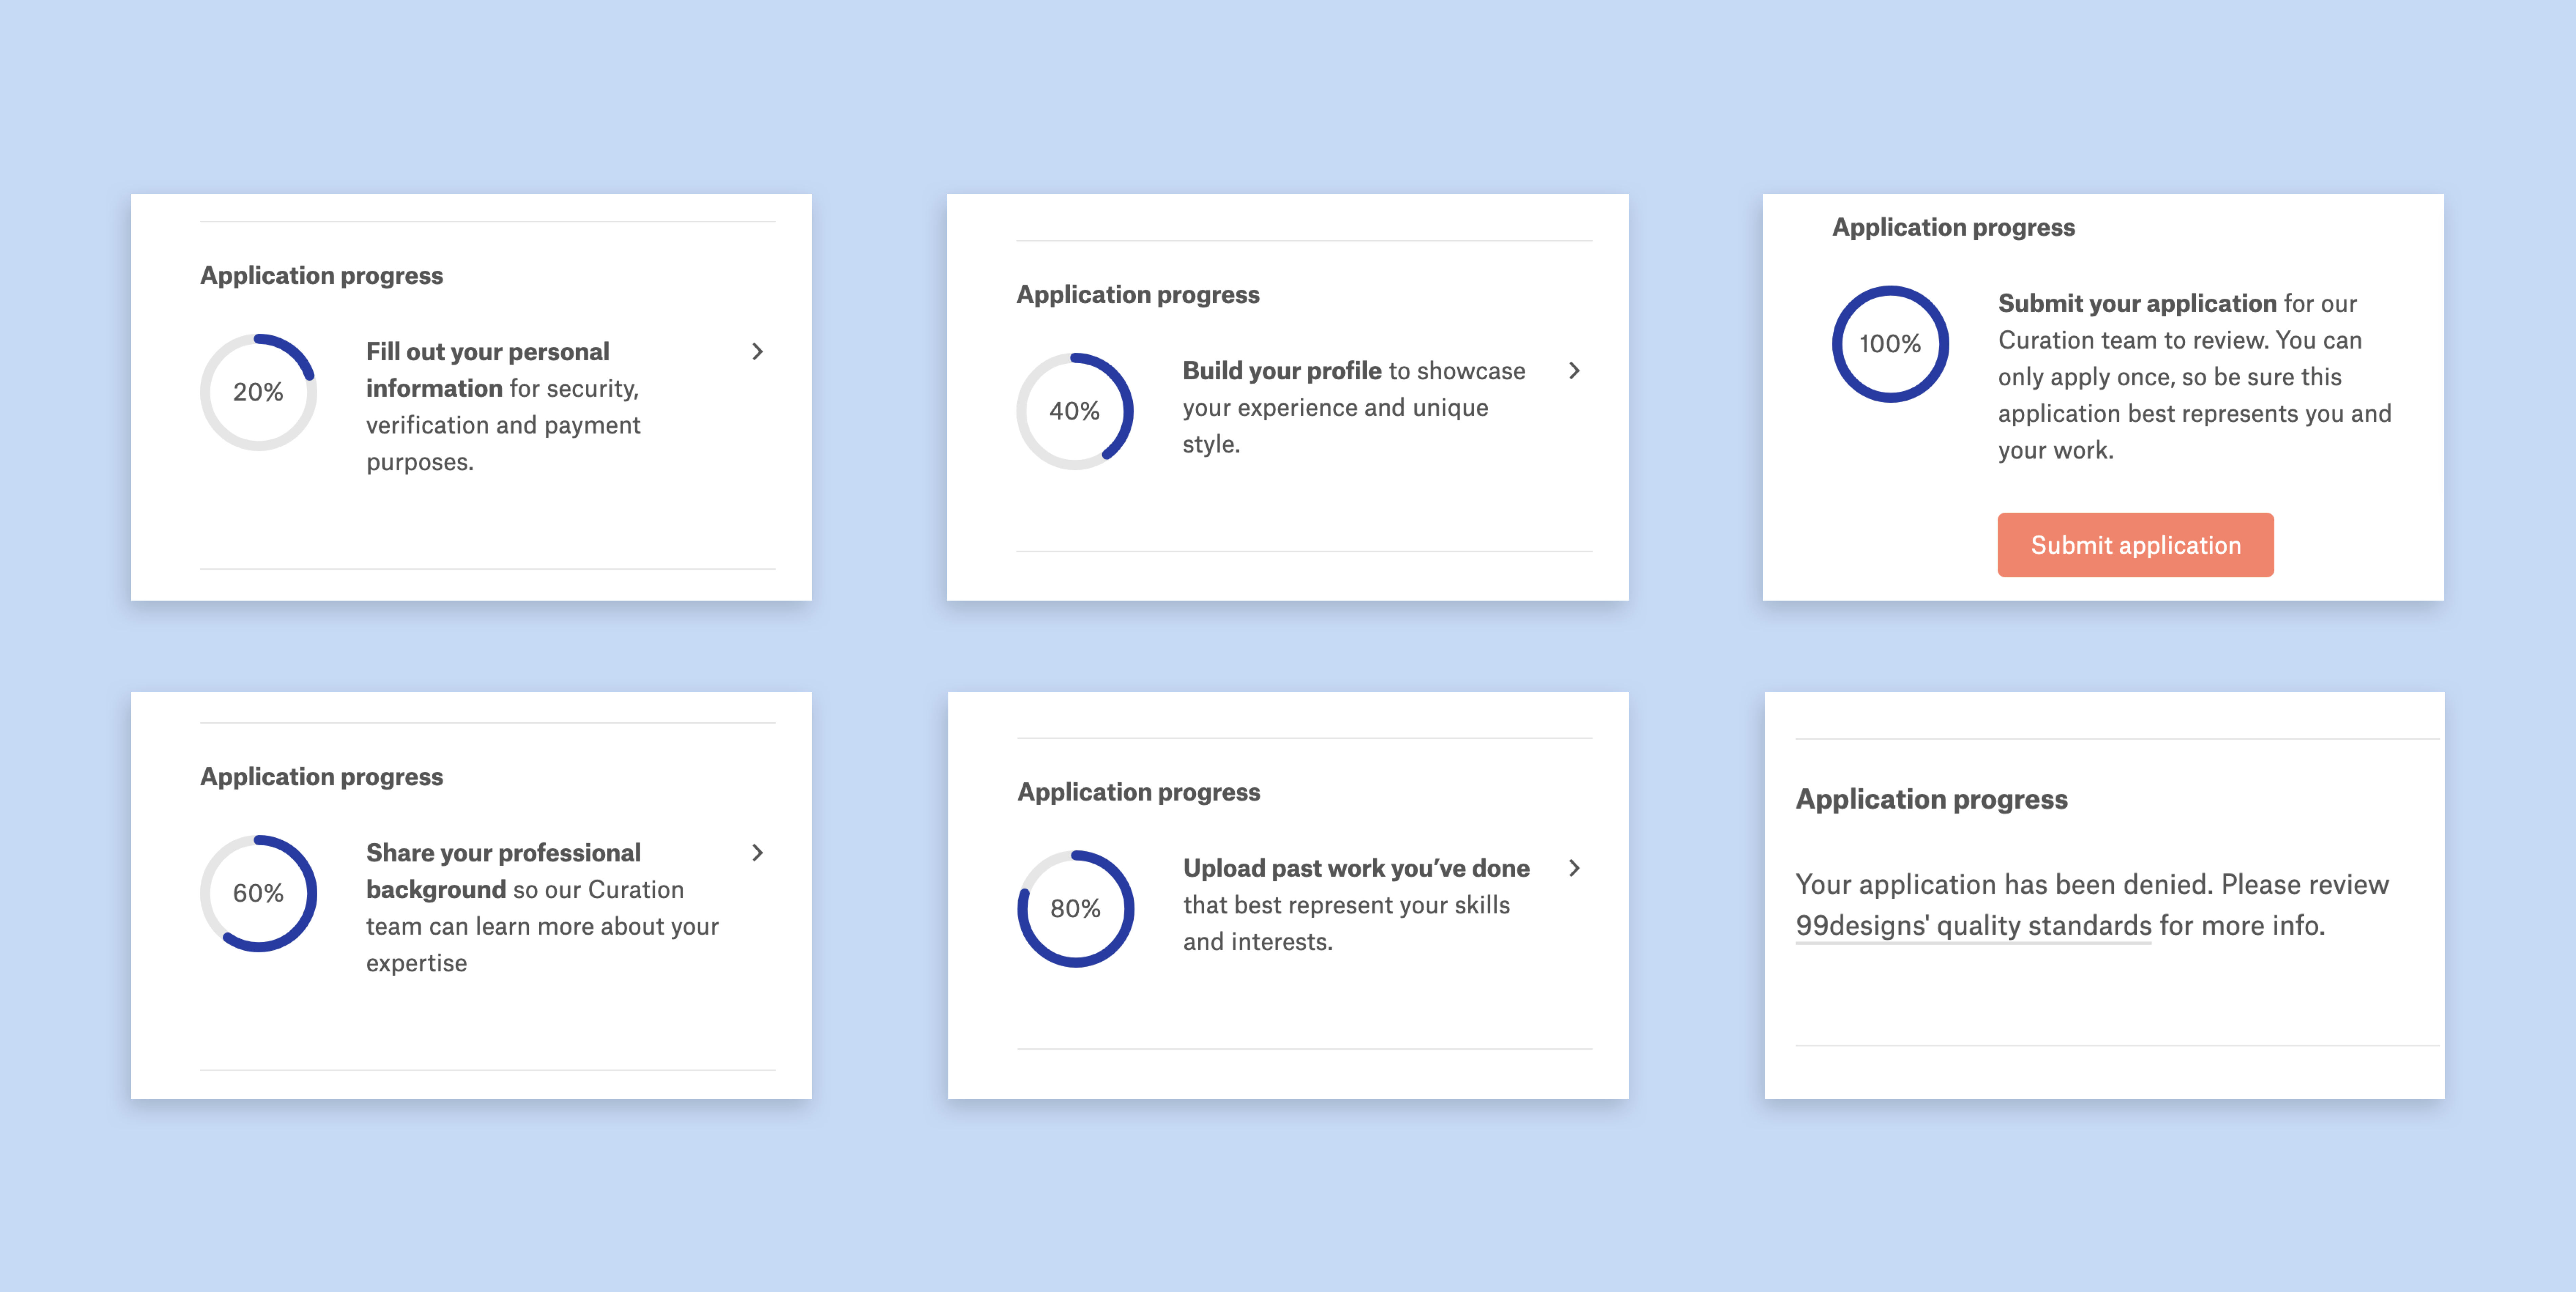 Application progress
20%
Fill out your personal
information for security,
verification and payment
purposes.
Application progress
40%
Build your profile to showcase
your experience and unique
style.
Application progress
100%
Submit your application for our
Curation team to review. You can
only apply once, so be sure this
application best represents you and
your work.
Submit application
Application progress
60%
Share your professional
background so our Curation
team can learn more about your
expertise
Application progress
80%
Upload past work you’ve done
that best represent your skills
and interests.
Application progress
Your application has been denied. Please review
99designs' quality standards for more info.